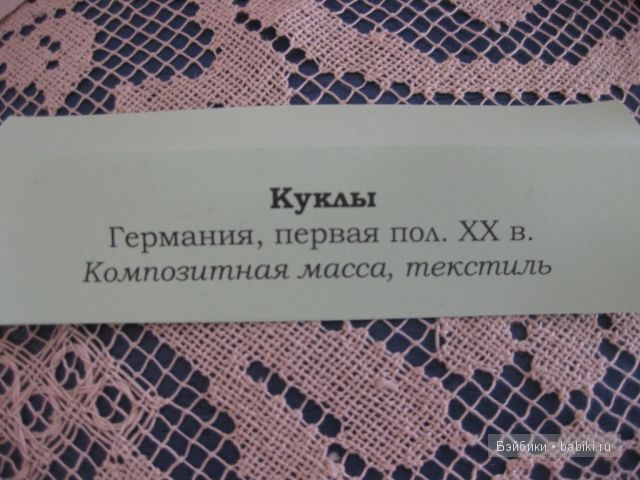 Куклы
Германия, первая пол. XX в.
Композитная масса, текстиль
Бэйбики • babiki.ru